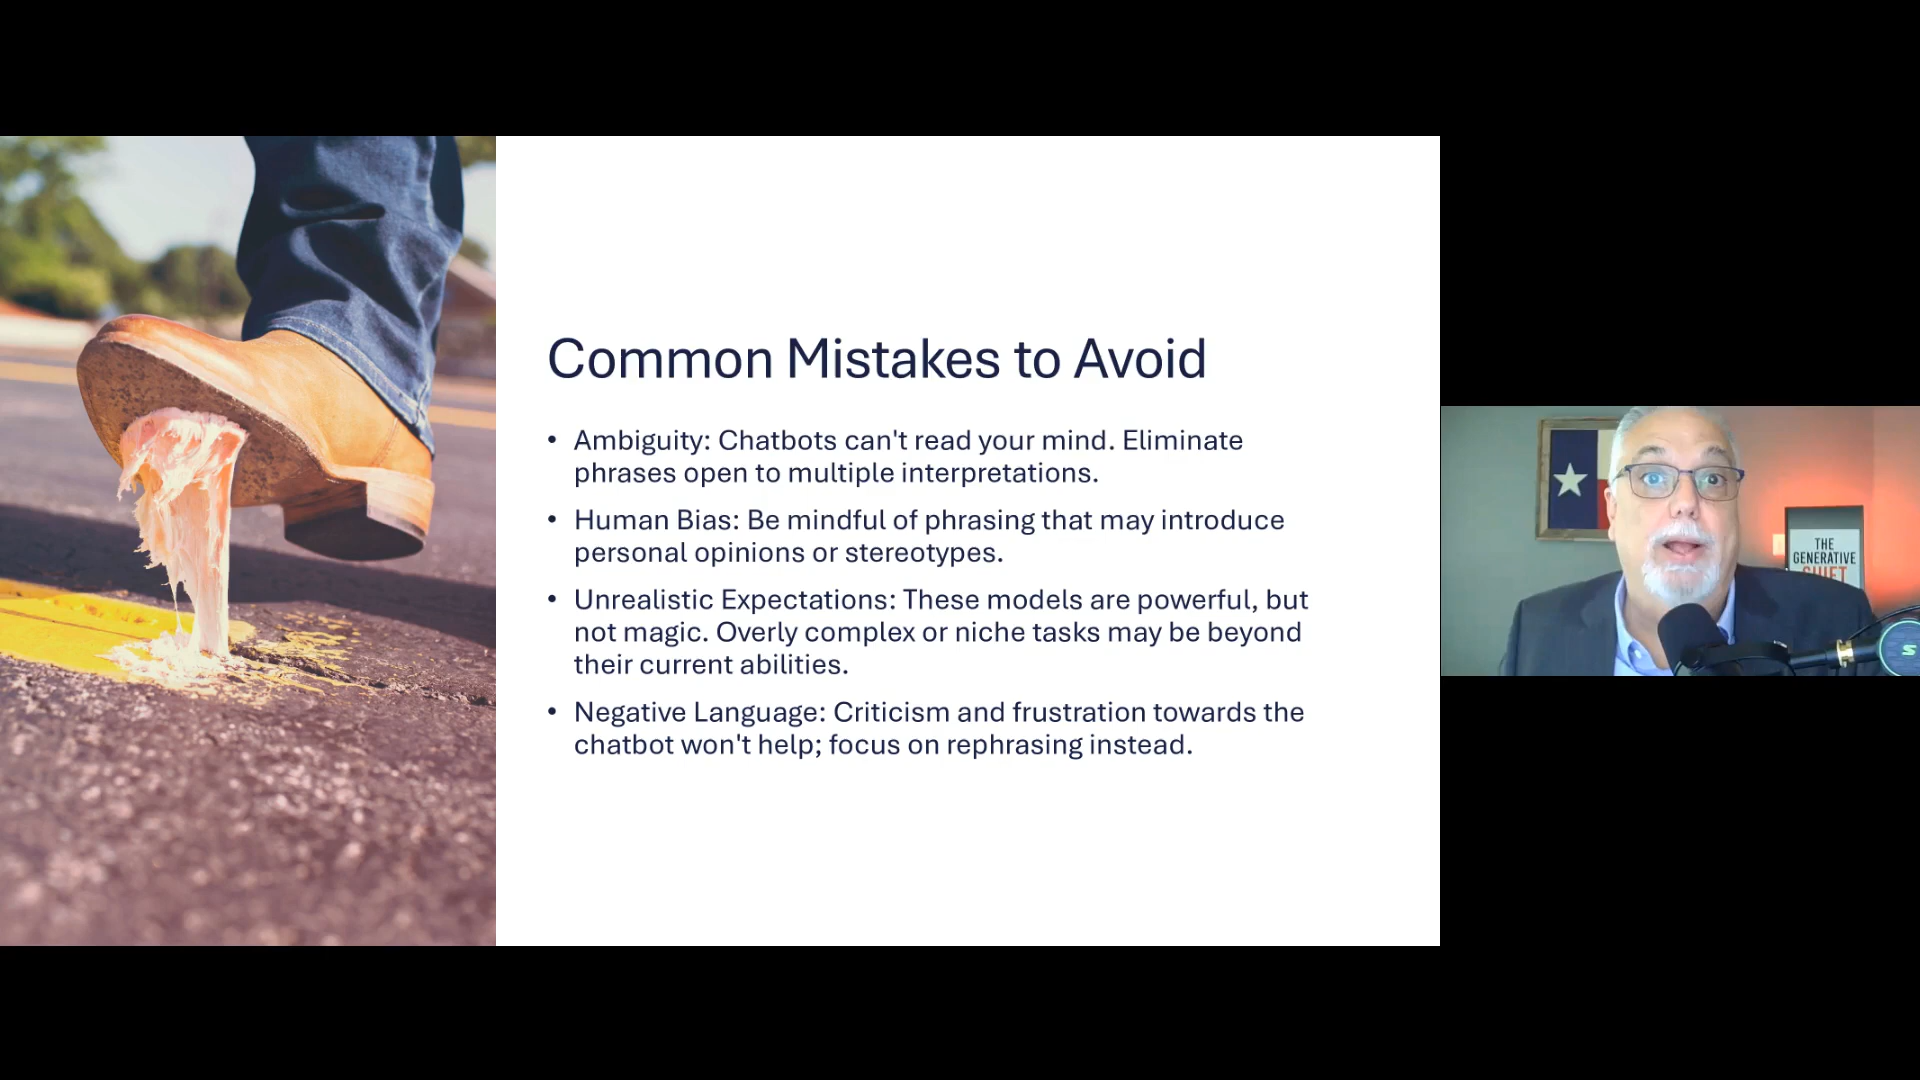 Common Mistakes to Avoid
• Ambiguity: Chatbots can't read your mind. Eliminate
phrases open to multiple interpretations.
• Human Bias: Be mindful of phrasing that may introduce
personal opinions or stereotypes.
• Unrealistic Expectations: These models are powerful, but
not magic. Overly complex or niche tasks may be beyond
their current abilities.
• Negative Language: Criticism and frustration towards the
chatbot won't help; focus on rephrasing instead.
THE
GENERATIVE
SHIFT
S